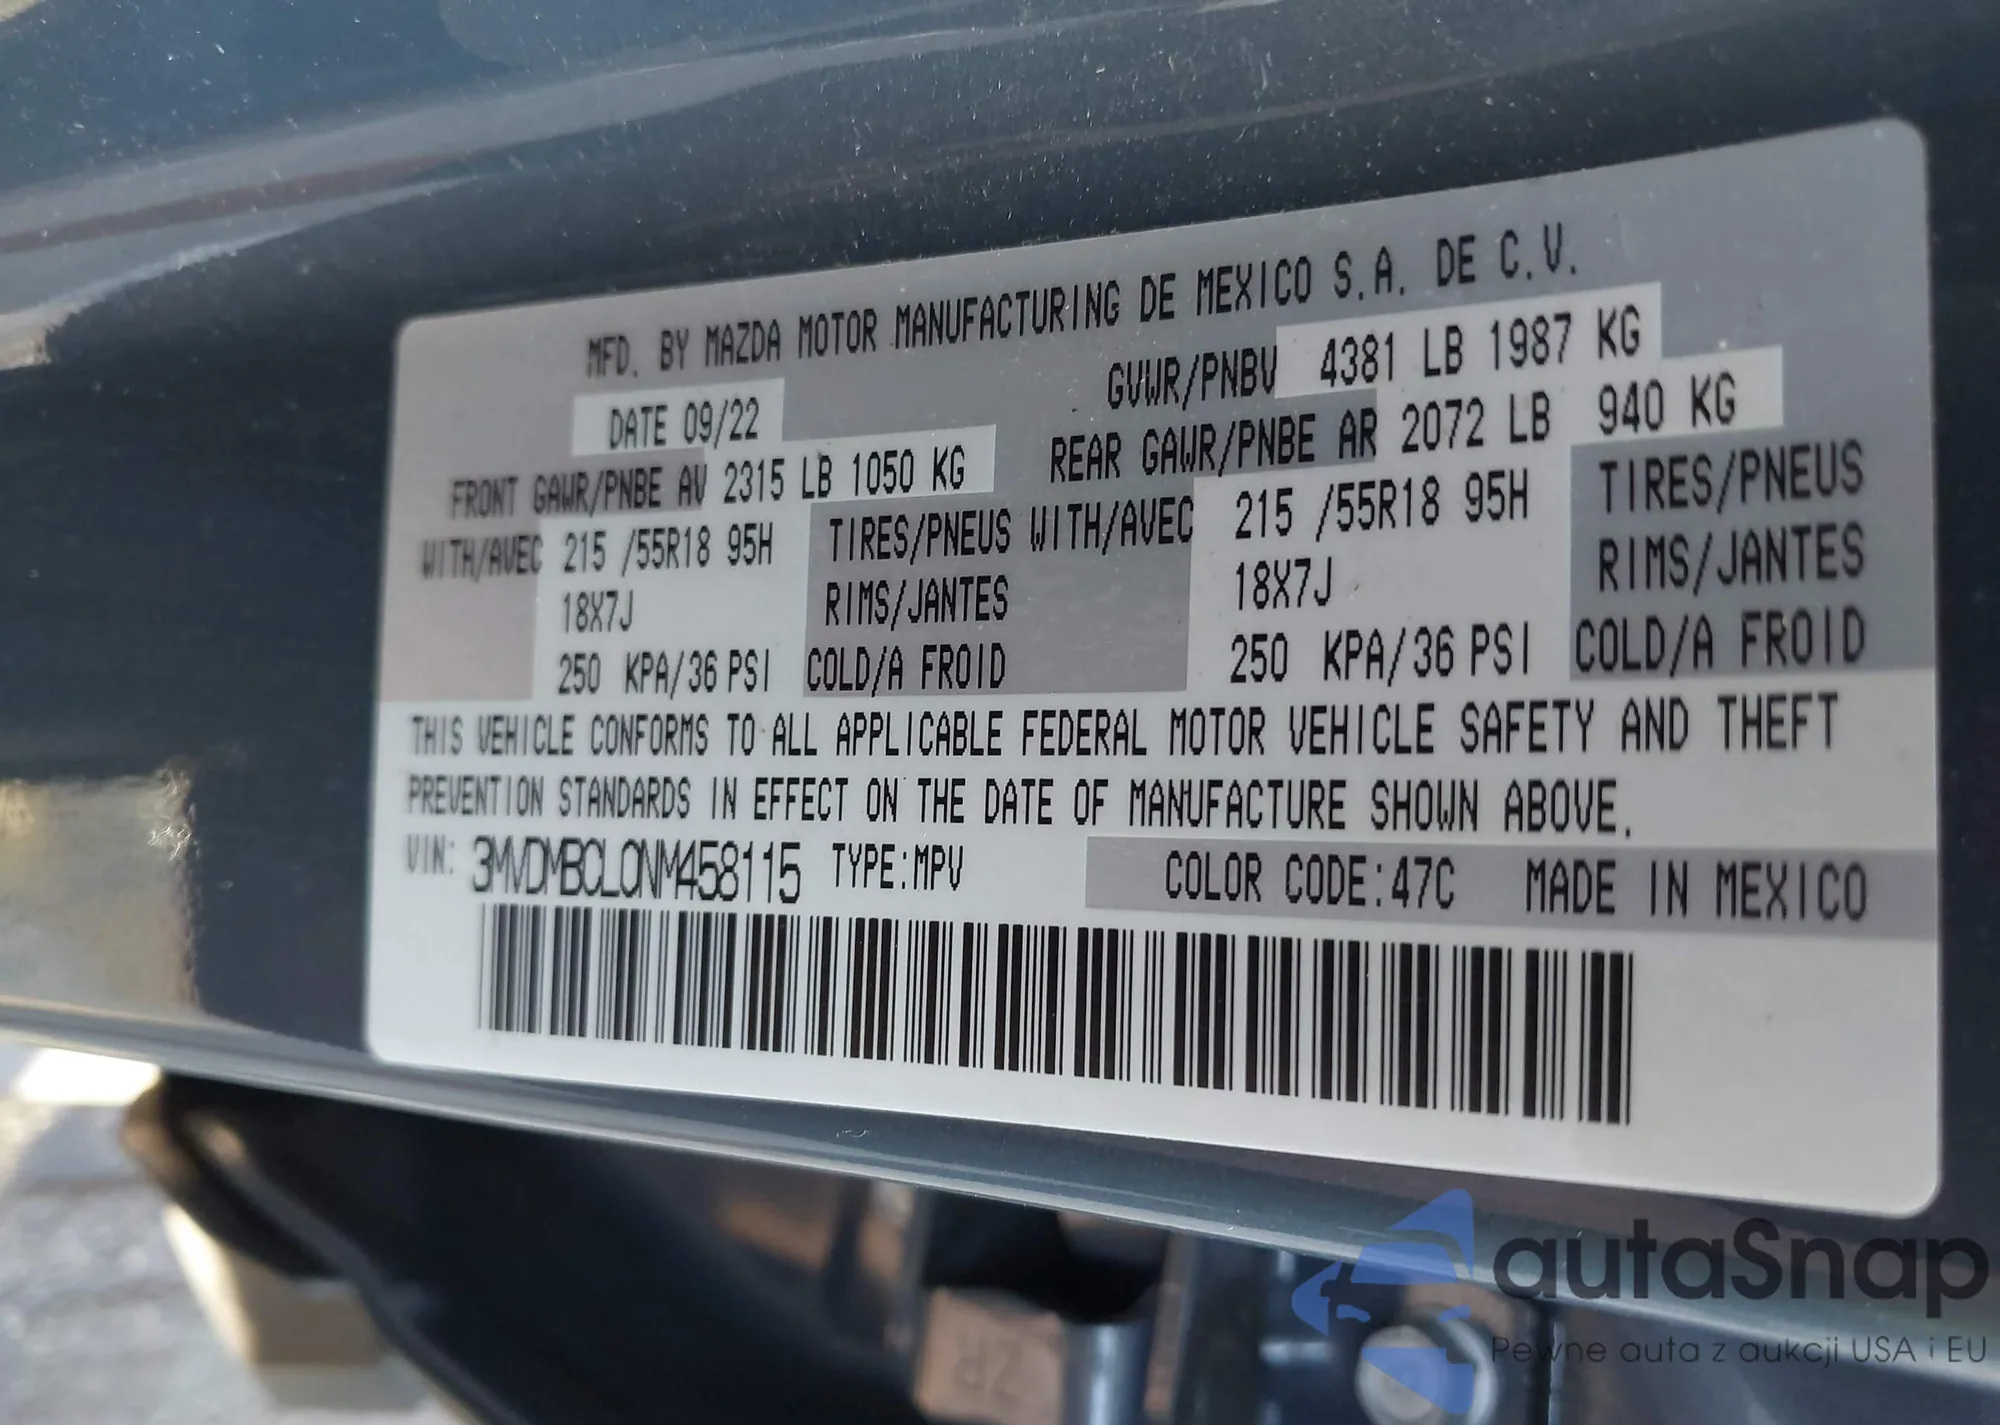 MFD. BY MAZDA MOTOR MANUFACTURING DE MEXICO S.A. DE C.V.
DATE 09/22 GVWR/PNBV 4381 LB 1987 KG
FRONT GAWR/PNBE AV 2315 LB 1050 KG REAR GAWR/PNBE AR 2072 LB 940 KG
WITH/AVEC 215 /55R18 95H TIRES/PNEUS WITH/AVEC 215 /55R18 95H TIRES/PNEUS
18X7J RIMS/JANTES 18X7J RIMS/JANTES
250 KPA/36 PSI COLD/A FROID 250 KPA/36 PSI COLD/A FROID
THIS VEHICLE CONFORMS TO ALL APPLICABLE FEDERAL MOTOR VEHICLE SAFETY AND THEFT
PREVENTION STANDARDS IN EFFECT ON THE DATE OF MANUFACTURE SHOWN ABOVE.
VIN: 3MVDMBCL0NM458115 TYPE:MPV COLOR CODE:47C MADE IN MEXICO
autaSnap
Pewne auta z aukcji USA i EU